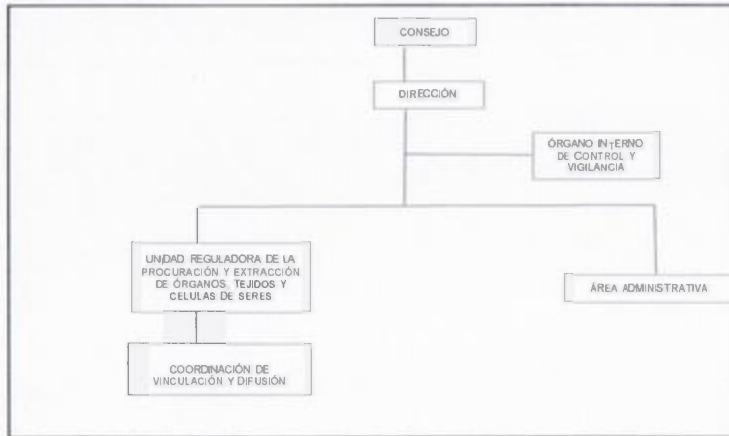 CONSEJO
DIRECCIÓN
ÓRGANO INTERNO
DE CONTROL Y
VIGILANCIA
UNIDAD REGULADORA DE LA
PROCURACIÓN Y EXTRACCIÓN
DE ÓRGANOS, TEJIDOS Y
CELULAS DE SERES
ÁREA ADMINISTRATIVA
COORDINACIÓN DE
VINCULACIÓN Y DIFUSIÓN